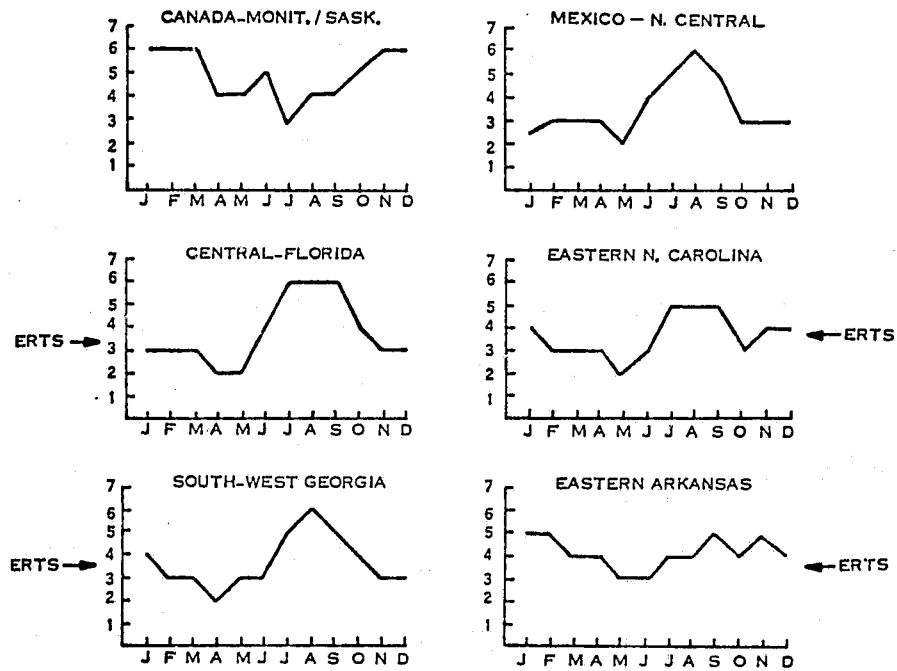 CANADA-MONIT./SASK.
7
6
5
4
3
2
1
J F M A M J J A S O N D
MEXICO - N. CENTRAL
7
6
5
4
3
2
1
J F M A M J J A S O N D
CENTRAL-FLORIDA
7
6
5
4
3
2
1
J F M A M J J A S O N D
ERTS
EASTERN N. CAROLINA
7
6
5
4
3
2
1
J F M A M J J A S O N D
ERTS
SOUTH-WEST GEORGIA
7
6
5
4
3
2
1
J F M A M J J A S O N D
ERTS
EASTERN ARKANSAS
7
6
5
4
3
2
1
J F M A M J J A S O N D
ERTS